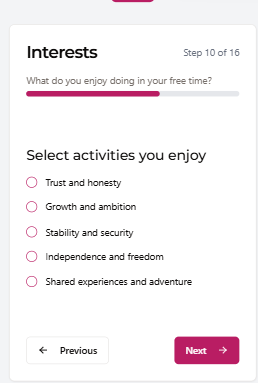 Interests
Step 10 of 16
What do you enjoy doing in your free time?
Select activities you enjoy
Trust and honesty
Growth and ambition
Stability and security
Independence and freedom
Shared experiences and adventure
Previous
Next